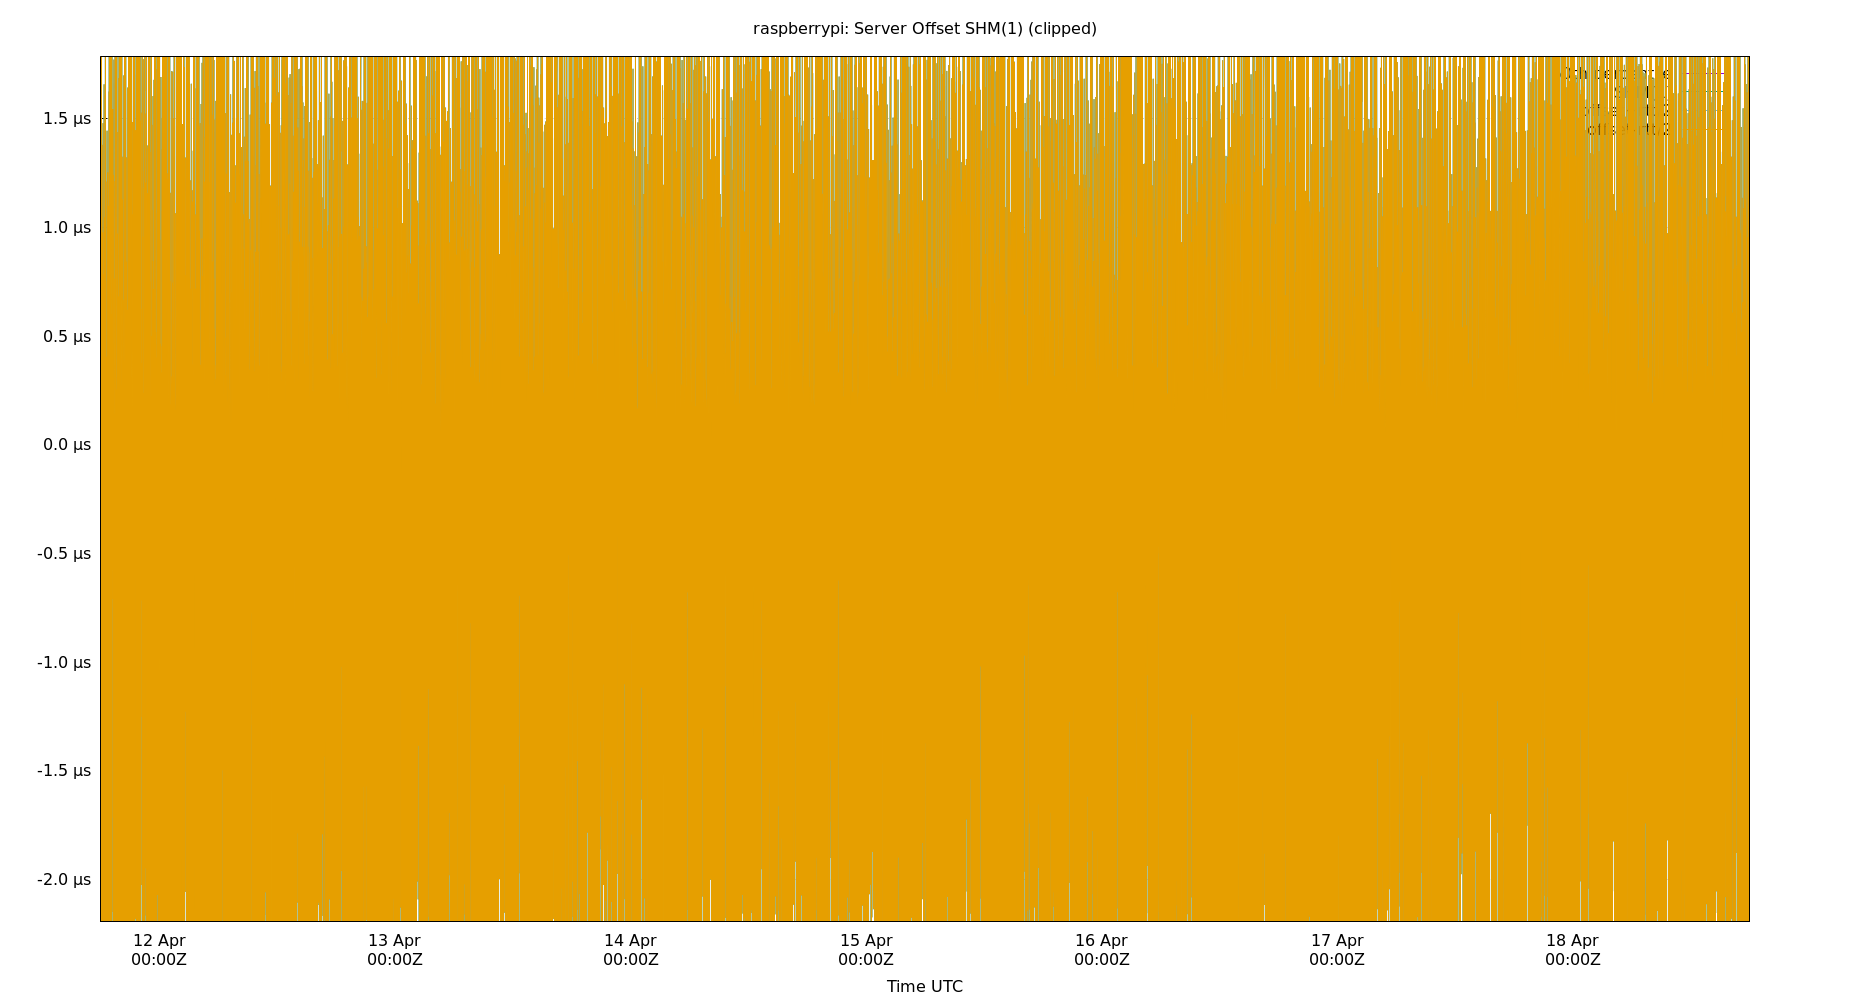 raspberrypi: Server Offset SHM(1) (clipped)
1.5 µs
1.0 µs
0.5 µs
0.0 µs
-0.5 µs
-1.0 µs
-1.5 µs
-2.0 µs
12 Apr 13 Apr 14 Apr 15 Apr 16 Apr 17 Apr 18 Apr
00:00Z 00:00Z 00:00Z 00:00Z 00:00Z 00:00Z 00:00Z
Time UTC